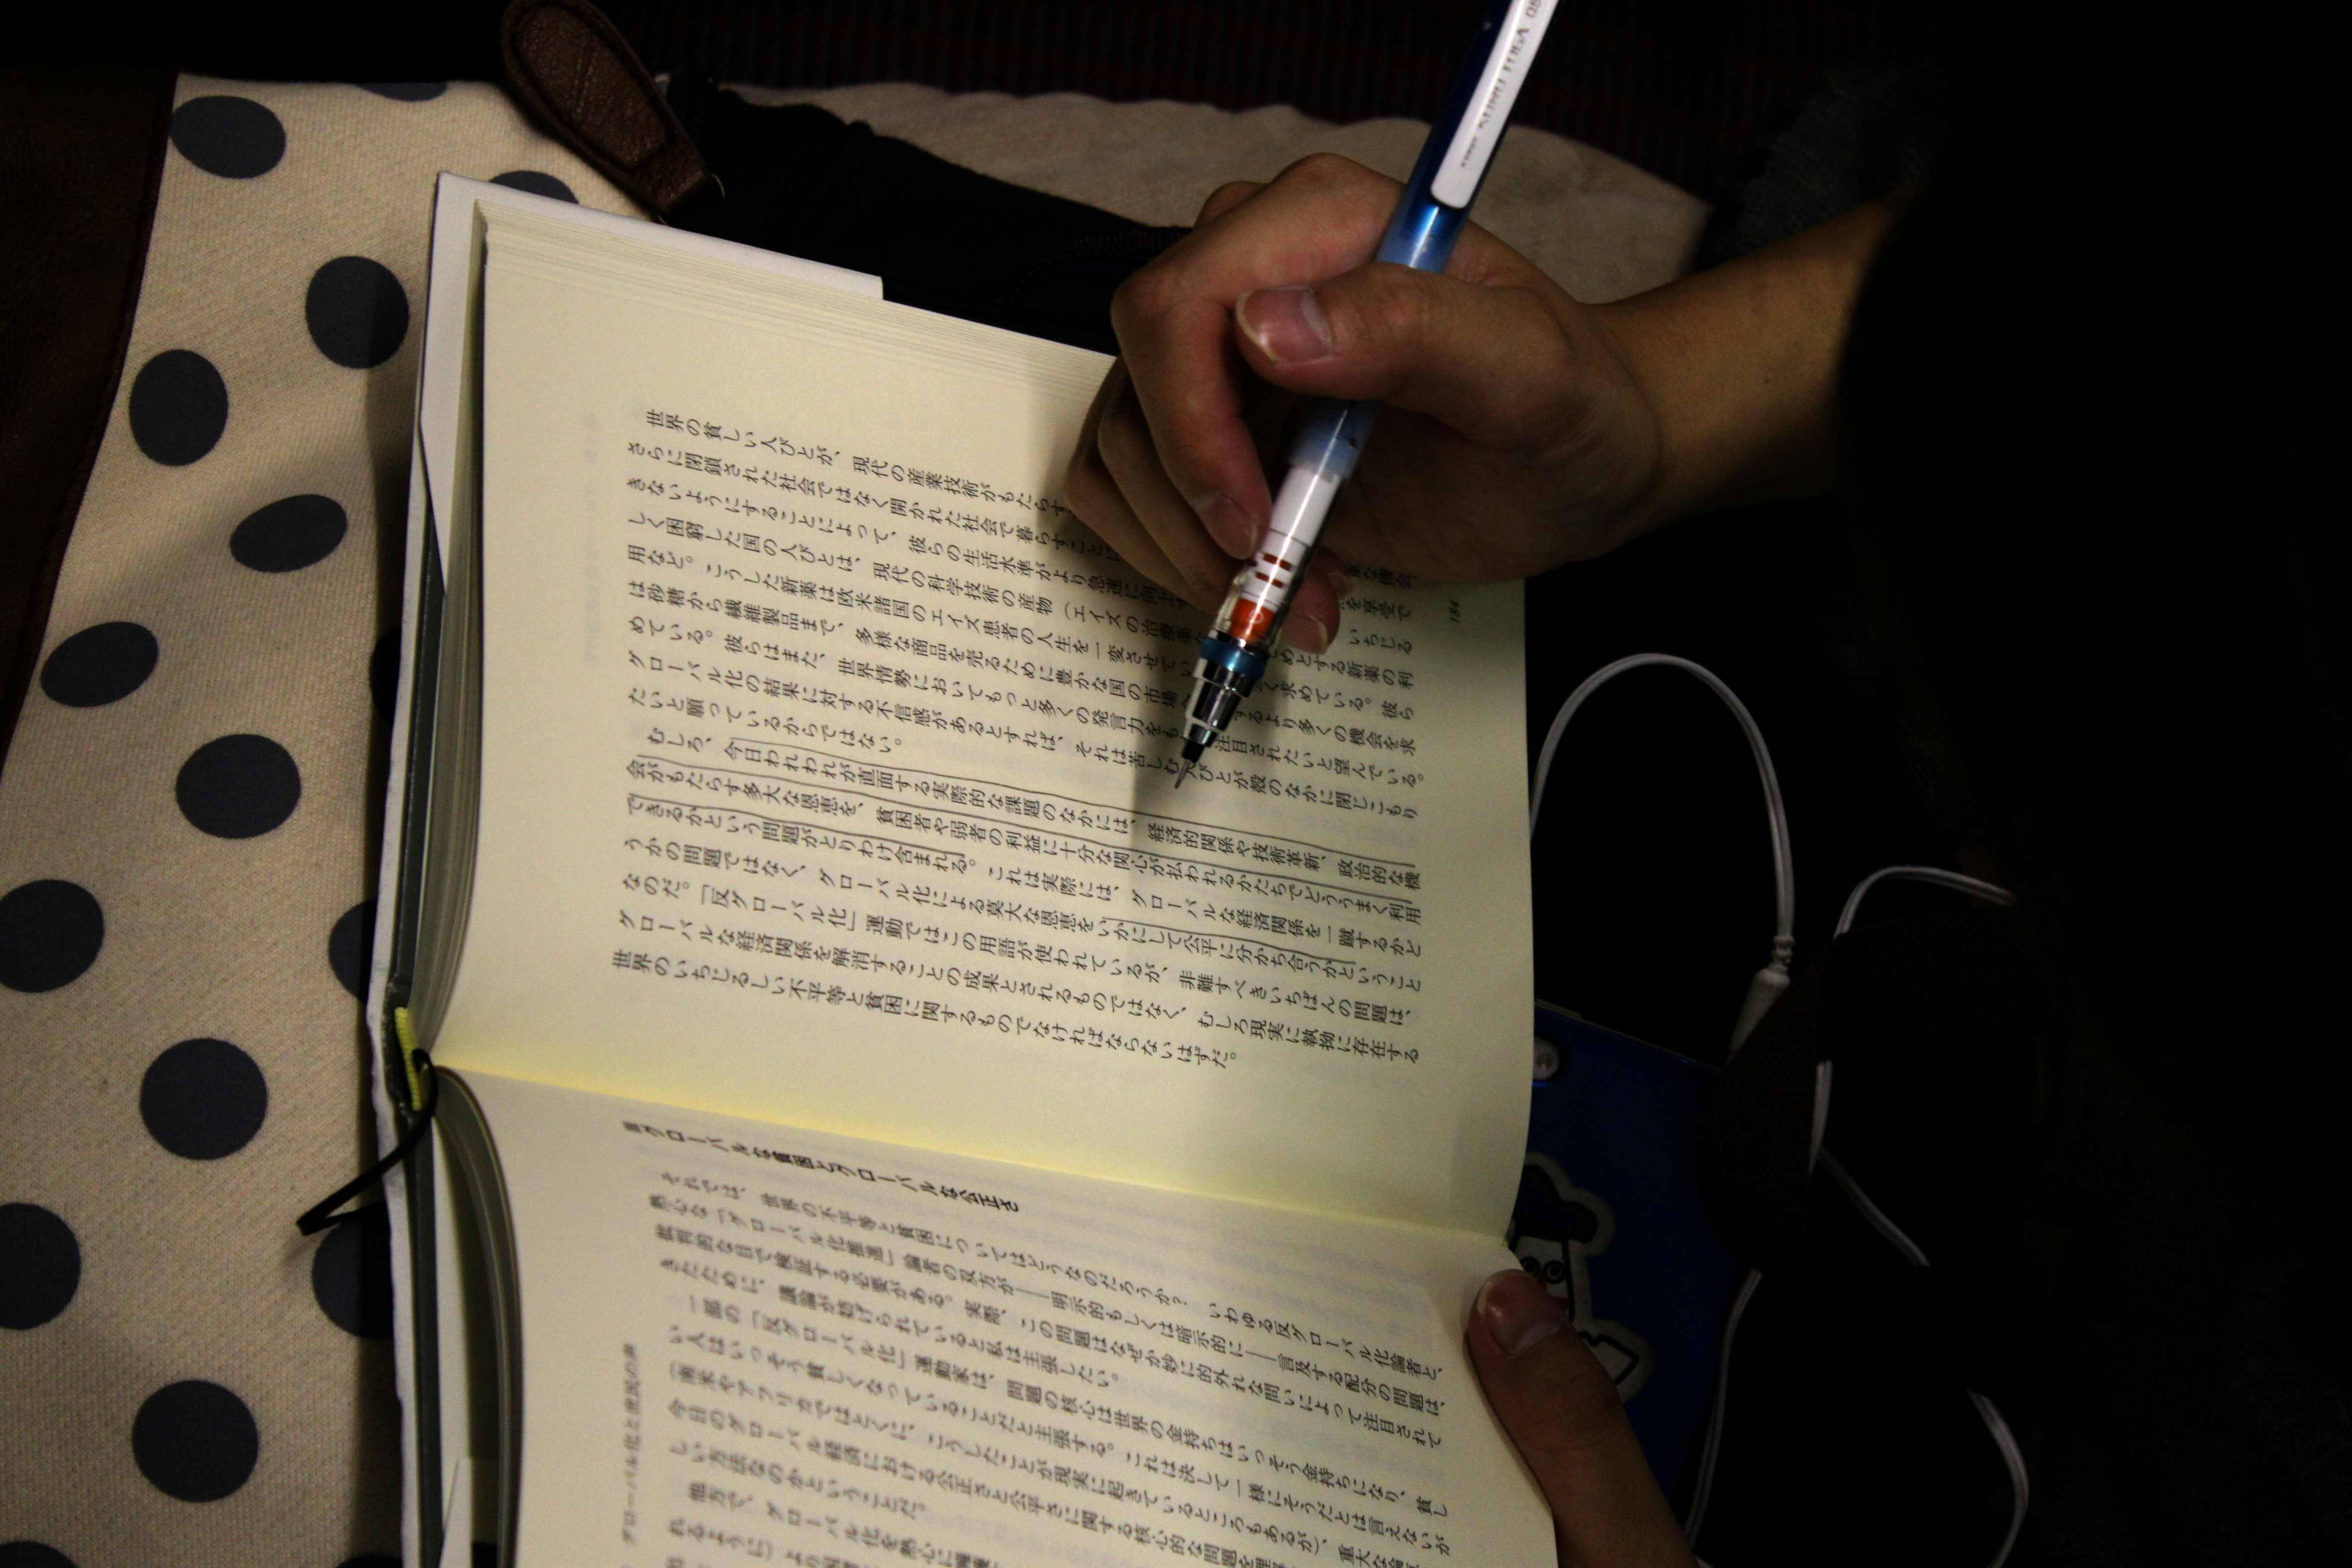 KURU TOGA
184
世界の貧しい人びとが、現代の産業技術がもたらす 重な機会、
さらに閉鎖された社会ではなく開かれた社会で暮らすことに を享受で
きないようにすることによって、彼らの生活水準がより急速に向上す いちじる
しく困窮した国の人びとは、現代の科学技術の産物(エイズの治療薬 めとする新薬の利
用など。こうした新薬は欧米諸国のエイズ患者の人生を一変させてい く求めている。彼ら
は砂糖から繊維製品まで、多様な商品を売るために豊かな国の市場 するより多くの機会を求
めている。彼らはまた、世界情勢においてもっと多くの発言力をも 注目されたいと望んでいる。
グローバル化の結果に対する不信感があるとすれば、それは苦しむ人びとが殻のなかに閉じこもり
たいと願っているからではない。
むしろ、今日われわれが直面する実際的な課題のなかには、経済的関係や技術革新、政治的な機
会がもたらす多大な恩恵を、貧困者や弱者の利益に十分な関心が払われるかたちでどううまく利用
できるかという問題がとりわけ含まれる。これは実際には、グローバルな経済関係を一蹴するかど
うかの問題ではなく、グローバル化による莫大な恩恵をいかにして公平に分かち合うかということ
なのだ。「反グローバル化」運動ではこの用語が使われているが、非難すべきいちばんの問題は、
グローバルな経済関係を解消することの成果とされるものではなく、むしろ現実に執拗に存在する
世界のいちじるしい不平等と貧困に関するものでなければならないはずだ。
グローバルな貧困とグローバルな公正さ
それでは、世界の不平等と貧困についてはどうなのだろうか? いわゆる反グローバル化論者と、
熱心な「グローバル化推進」論者の双方が――明示的もしくは暗示的に――言及する配分の問題は、
批判的な目で検証する必要がある。実際、この問題はなぜか妙に的外れな問いによって注目されて
きたために、議論が妨げられていると私は主張したい。
一部の「反グローバル化」運動家は、問題の核心は世界の金持ちはいっそう金持ちになり、貧し
い人はいっそう貧しくなっていることだと主張する。これは決して一様にそうだとは言えないが
(南米やアフリカではとくに、こうしたことが現実に起きているところもあるが)、重大な
今日のグローバル経済における公正さと公平さに関する核心的な問題を
しい方法なのかということだ。
他方で、グローバル化を熱心に擁護
れるように)より
グローバル化と庶民の声